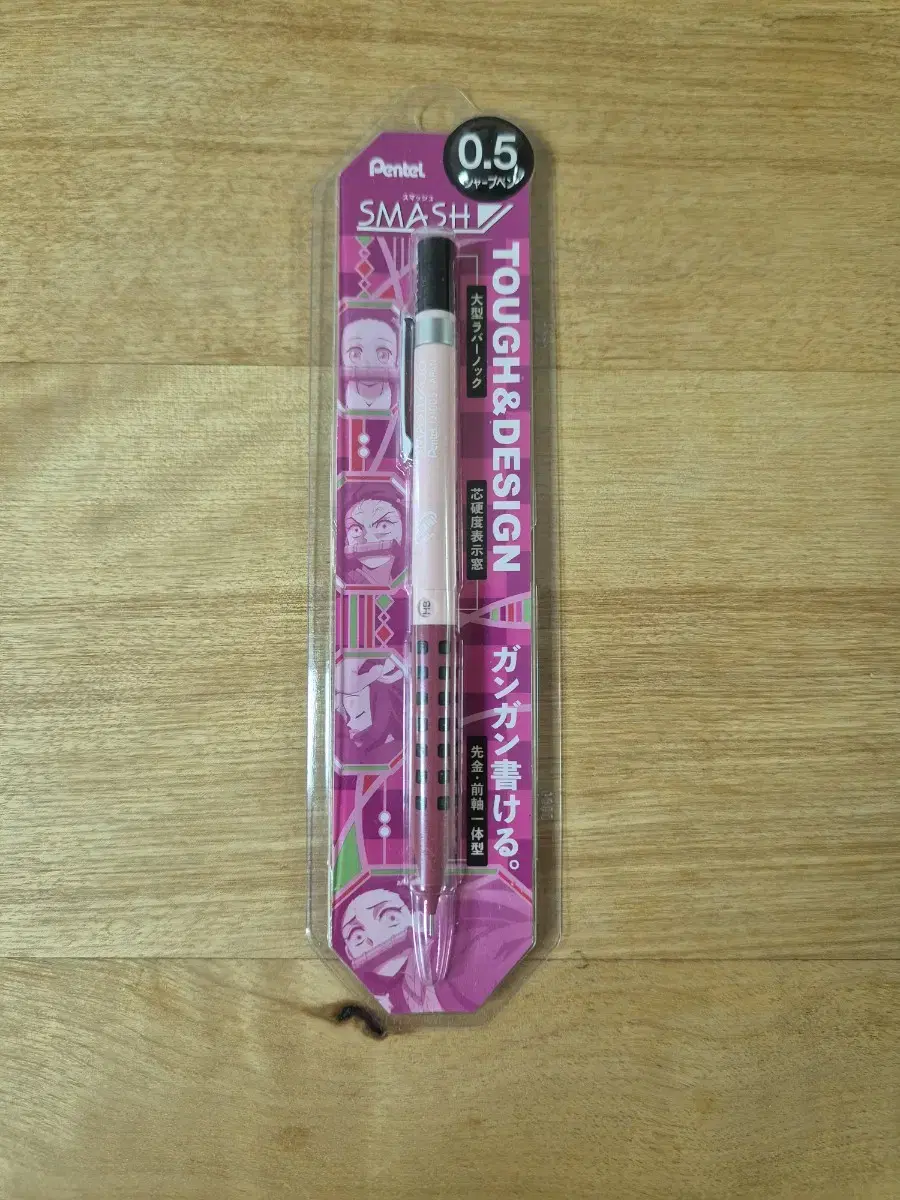 Pentel
0.5
シャープペン
スマッシュ
SMASH
TOUGH&DESIGN
ガンガン書ける。
大型ラバーノック
芯硬度表示窓
先金・前軸一体型
Pentel
HB